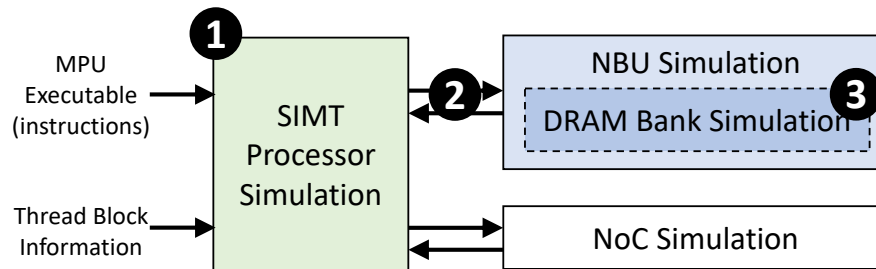 1
MPU
Executable
(instructions)
Thread Block
Information
SIMT
Processor
Simulation
2
NBU Simulation
3
DRAM Bank Simulation
NoC Simulation